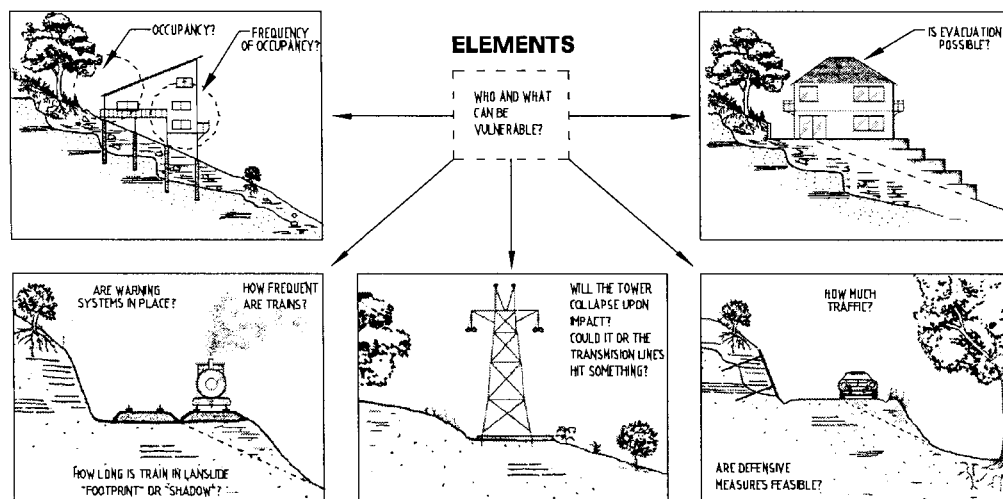 OCCUPANCY?
FREQUENCY
OF OCCUPANCY?
ELEMENTS
WHO AND WHAT
CAN BE
VULNERABLE?
IS EVACUATION
POSSIBLE?
ARE WARNING
SYSTEMS IN PLACE?
HOW FREQUENT
ARE TRAINS?
HOW LONG IS TRAIN IN LANSLIDE
"FOOTPRINT" OR "SHADOW"?
WILL THE TOWER
COLLAPSE UPON
IMPACT?
COULD IT OR THE
TRANSMISION LINES
HIT SOMETHING?
HOW MUCH
TRAFFIC?
ARE DEFENSIVE
MEASURES FEASIBLE?